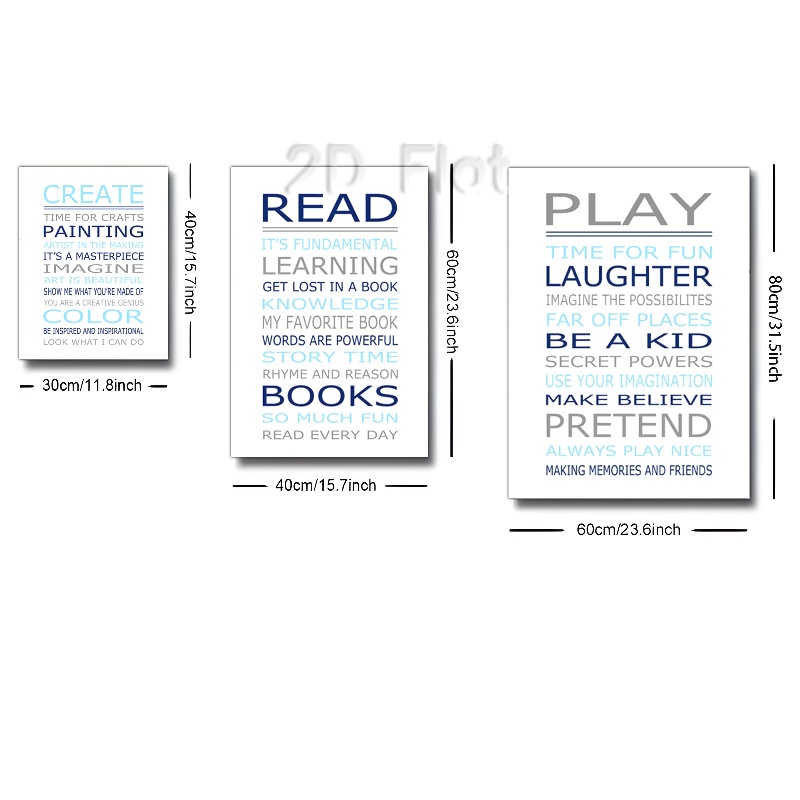 2D Flat
CREATE
TIME FOR CRAFTS
PAINTING
ARTIST IN THE MAKING
IT'S A MASTERPIECE
IMAGINE
ART IS BEAUTIFUL
SHOW ME WHAT YOU'RE MADE OF
YOU ARE A CREATIVE GENIUS
COLOR
BE INSPIRED AND INSPIRATIONAL
LOOK WHAT I CAN DO
40cm/15.7inch
30cm/11.8inch
READ
IT'S FUNDAMENTAL
LEARNING
GET LOST IN A BOOK
KNOWLEDGE
MY FAVORITE BOOK
WORDS ARE POWERFUL
STORY TIME
RHYME AND REASON
BOOKS
SO MUCH FUN
READ EVERY DAY
60cm/23.6inch
40cm/15.7inch
PLAY
TIME FOR FUN
LAUGHTER
IMAGINE THE POSSIBILITES
FAR OFF PLACES
BE A KID
SECRET POWERS
USE YOUR IMAGINATION
MAKE BELIEVE
PRETEND
ALWAYS PLAY NICE
MAKING MEMORIES AND FRIENDS
80cm/31.5inch
60cm/23.6inch